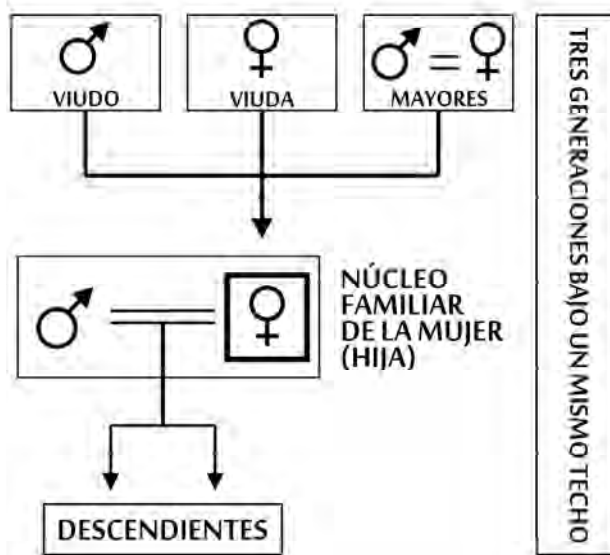 VIUDO
VIUDA
MAYORES
NÚCLEO
FAMILIAR
DE LA MUJER
(HIJA)
DESCENDIENTES
TRES GENERACIONES BAJO UN MISMO TECHO